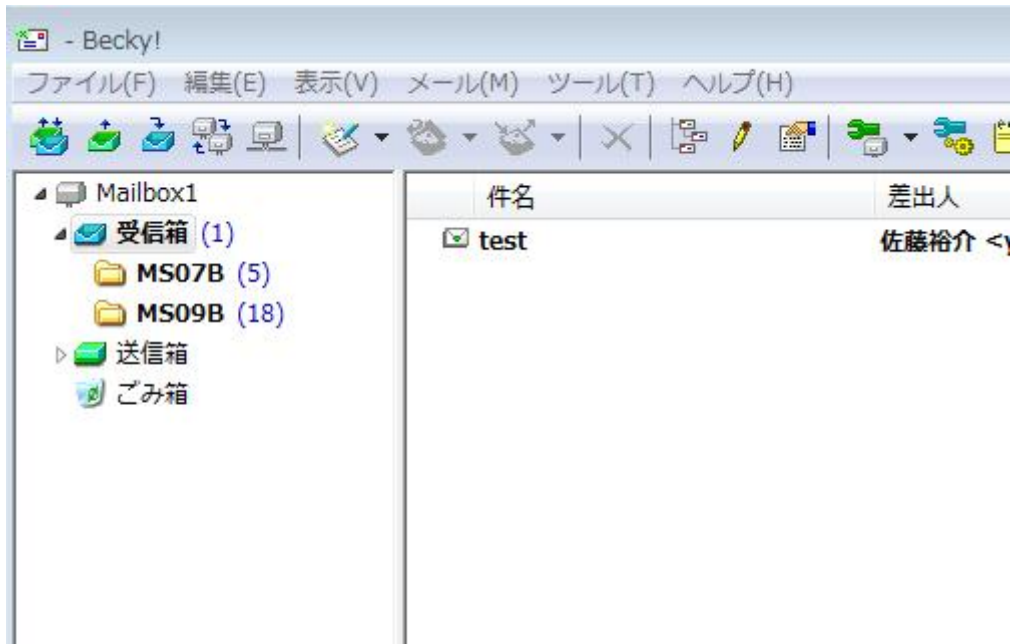 - Becky!
ファイル(F) 編集(E) 表示(V) メール(M) ツール(T) ヘルプ(H)
Mailbox1
受信箱 (1)
MS07B (5)
MS09B (18)
送信箱
ごみ箱
件名 差出人
test 佐藤裕介 <y